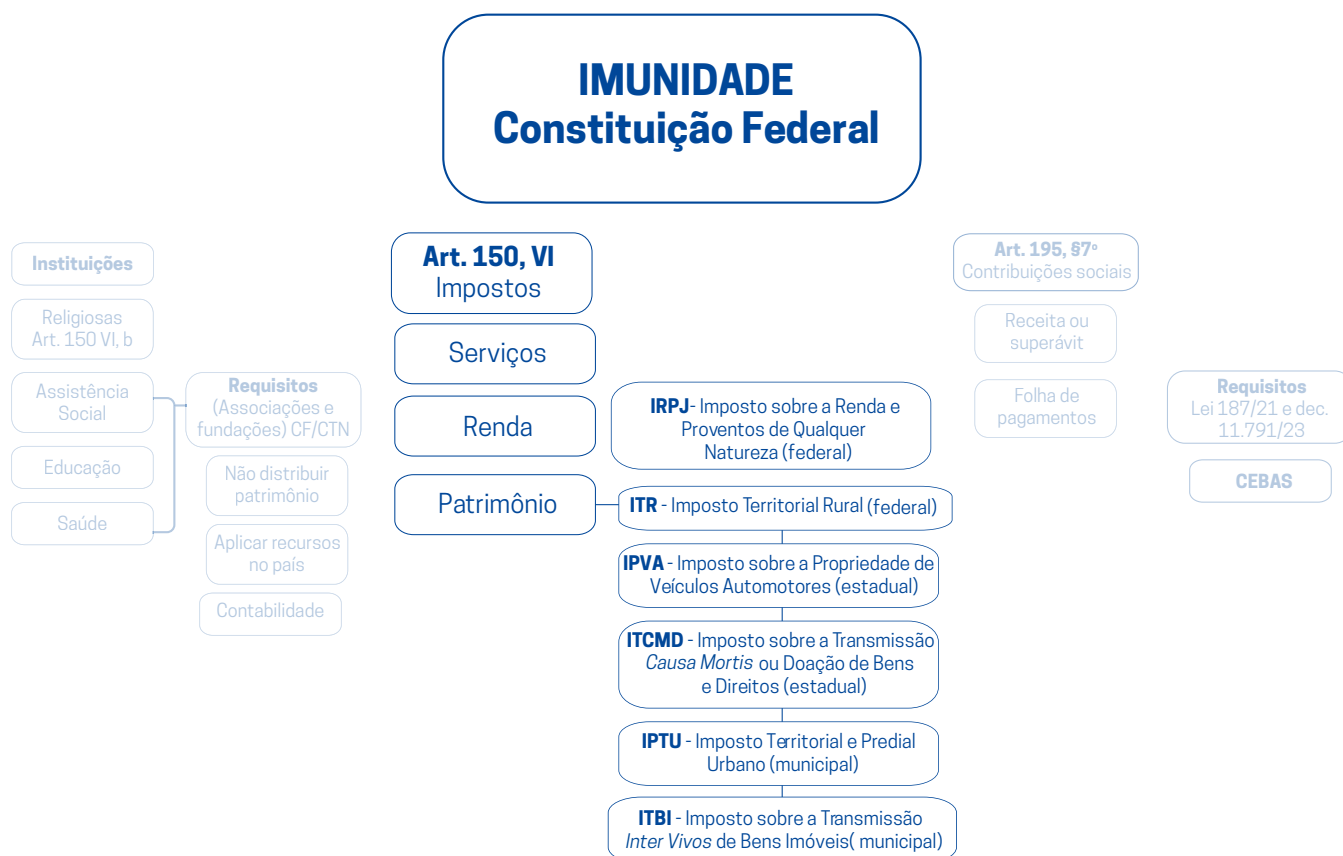 IMUNIDADE
Constituição Federal
Instituições
Religiosas
Art. 150 VI, b
Assistência
Social
Educação
Saúde
Requisitos
(Associações e
fundações) CF/CTN
Não distribuir
patrimônio
Aplicar recursos
no país
Contabilidade
Art. 150, VI
Impostos
Serviços
Renda
Patrimônio
IRPJ- Imposto sobre a Renda e
Proventos de Qualquer
Natureza (federal)
ITR - Imposto Territorial Rural (federal)
IPVA - Imposto sobre a Propriedade de
Veículos Automotores (estadual)
ITCMD - Imposto sobre a Transmissão
Causa Mortis ou Doação de Bens
e Direitos (estadual)
IPTU - Imposto Territorial e Predial
Urbano (municipal)
ITBI - Imposto sobre a Transmissão
Inter Vivos de Bens Imóveis( municipal)
Art. 195, §7º
Contribuições sociais
Receita ou
superávit
Folha de
pagamentos
Requisitos
Lei 187/21 e dec.
11.791/23
CEBAS